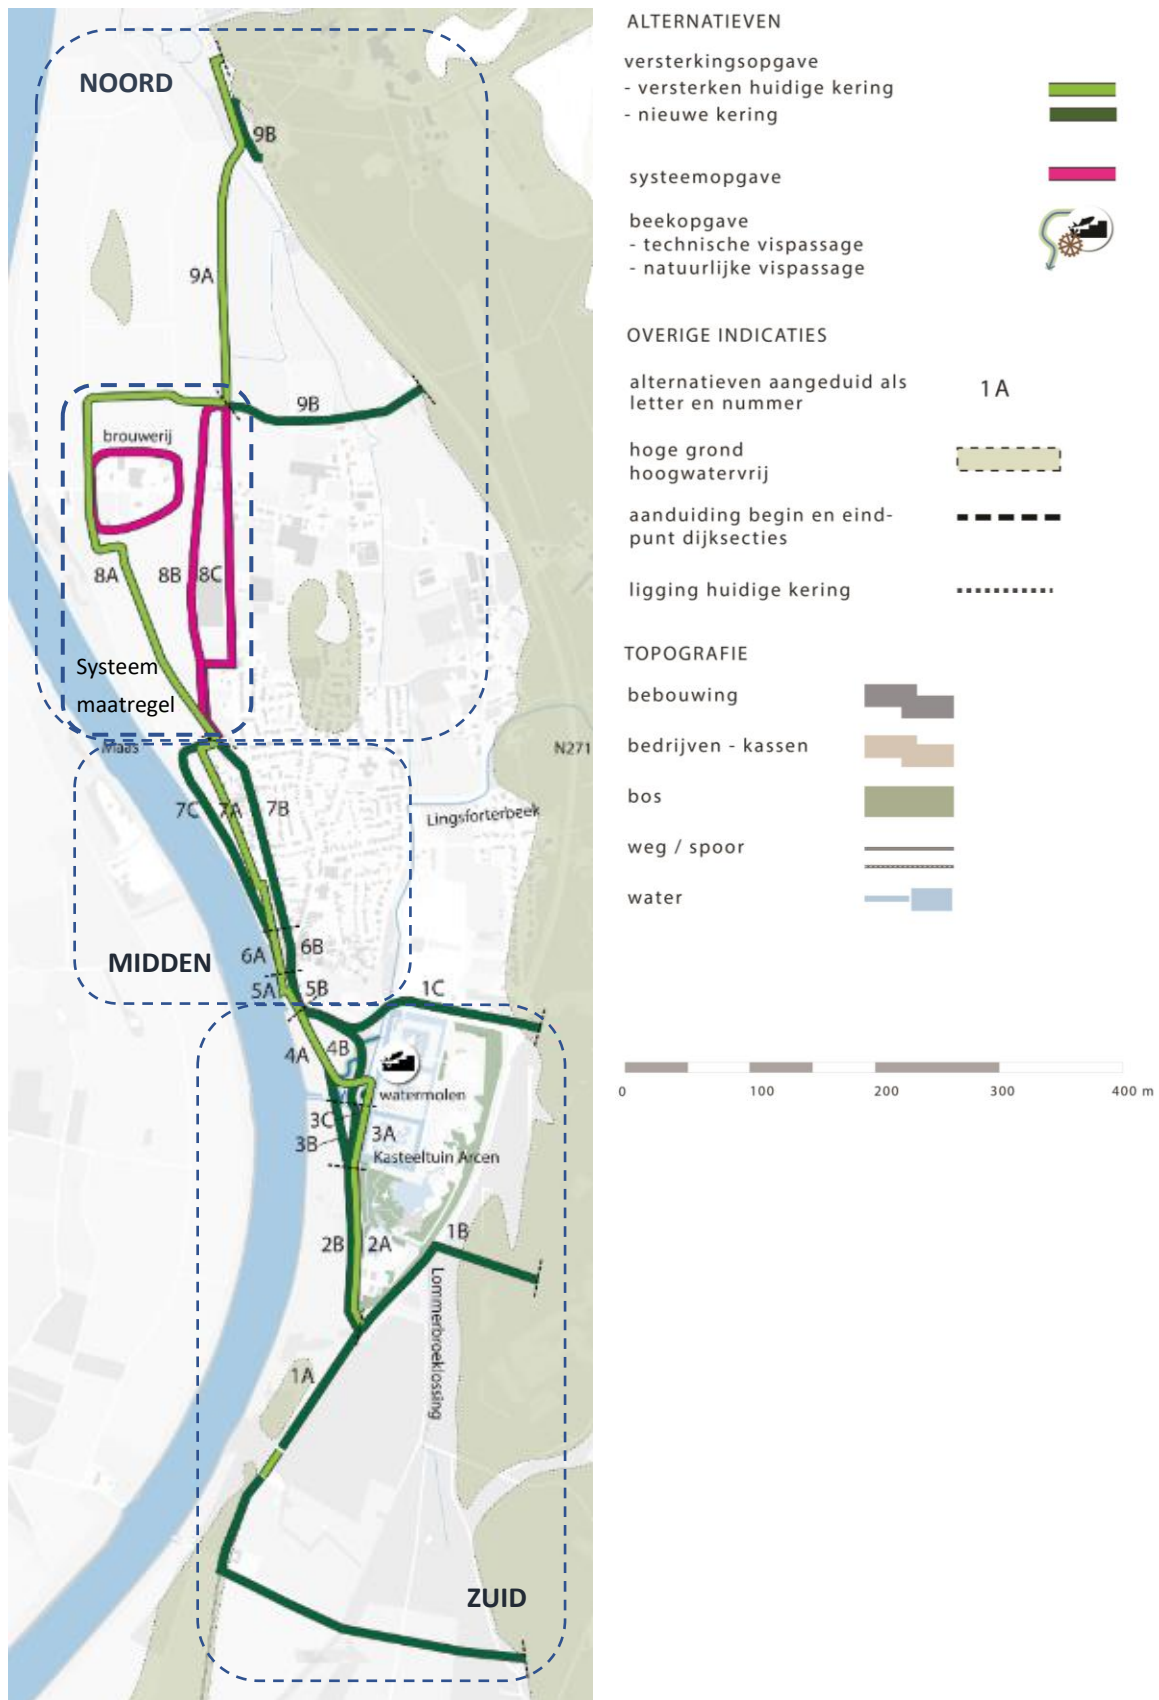 NOORD
9B
9A
9B
brouwerij
8A
8B
8C
Systeem
maatregel
Maas
N271
7C
7A
7B
Lingsforterbeek
6A
6B
MIDDEN
5A
5B
1C
4A
4B
watermolen
3C
3A
3B
Kasteeltuin Arcen
2B
2A
1B
Lommerbroeklossing
1A
ZUID
ALTERNATIEVEN
versterkingsopgave
- versterken huidige kering
- nieuwe kering
systeemopgave
beekopgave
- technische vispassage
- natuurlijke vispassage
OVERIGE INDICATIES
alternatieven aangeduid als
letter en nummer
1A
hoge grond
hoogwatervrij
aanduiding begin en eind-
punt dijksecties
ligging huidige kering
TOPOGRAFIE
bebouwing
bedrijven - kassen
bos
weg / spoor
water
0 100 200 300 400 m